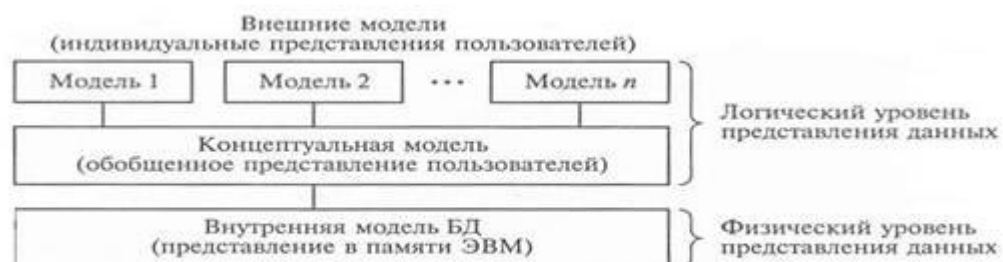 Внешние модели
(индивидуальные представления пользователей)
Модель 1
Модель 2
...
Модель n
Логический уровень
представления данных
Концептуальная модель
(обобщенное представление пользователей)
Внутренняя модель БД
(представление в памяти ЭВМ)
Физический уровень
представления данных